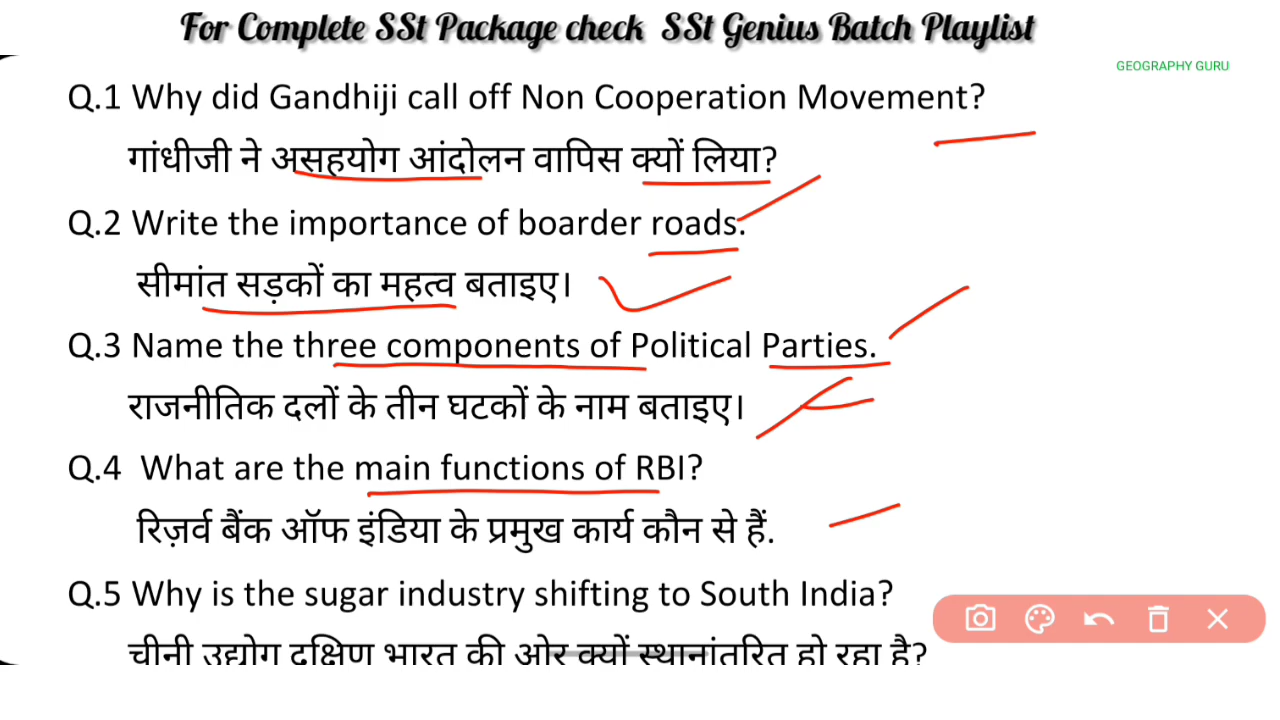 For Complete SSt Package check SSt Genius Batch Playlist
GEOGRAPHY GURU
Q.1 Why did Gandhiji call off Non Cooperation Movement?
गांधीजी ने असहयोग आंदोलन वापिस क्यों लिया?
Q.2 Write the importance of boarder roads.
सीमांत सड़कों का महत्व बताइए।
Q.3 Name the three components of Political Parties.
राजनीतिक दलों के तीन घटकों के नाम बताइए।
Q.4 What are the main functions of RBI?
रिज़र्व बैंक ऑफ इंडिया के प्रमुख कार्य कौन से हैं.
Q.5 Why is the sugar industry shifting to South India?
चीनी उद्योग दक्षिण भारत की ओर क्यों स्थानांतरित हो रहा है?